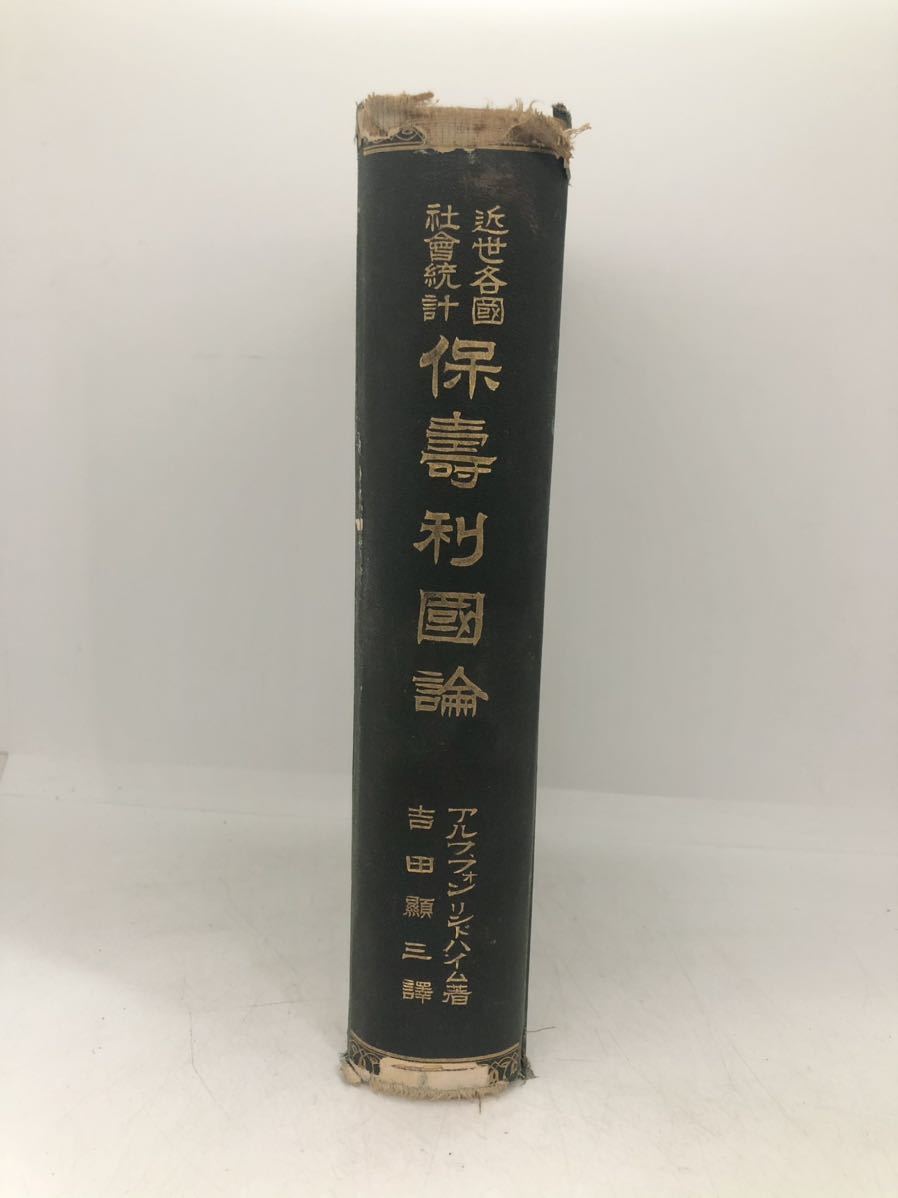 近世各國
社會統計
保壽利國論
アルフ、フォンリンドハイム著
吉田顯三譯